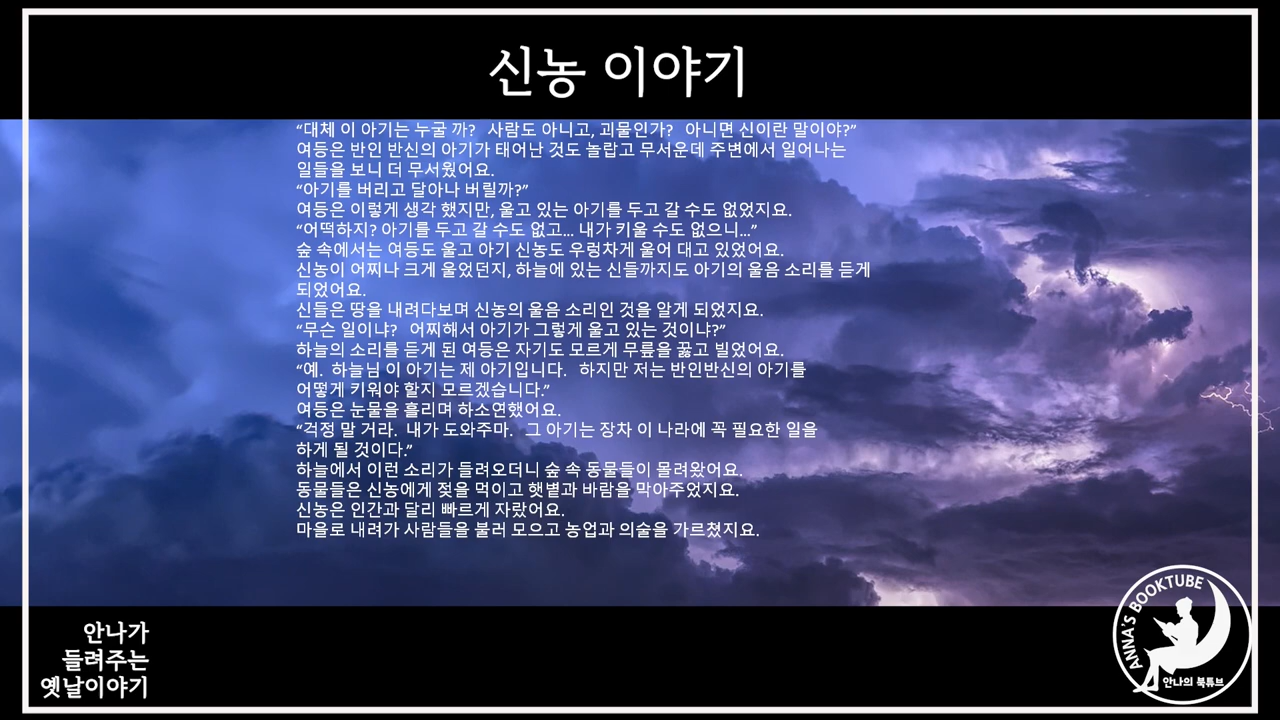 신농 이야기
“대체 이 아기는 누굴 까?   사람도 아니고, 괴물인가?   아니면 신이란 말이야?”
여등은 반인 반신의 아기가 태어난 것도 놀랍고 무서운데 주변에서 일어나는
일들을 보니 더 무서웠어요.
“아기를 버리고 달아나 버릴까?”
여등은 이렇게 생각 했지만, 울고 있는 아기를 두고 갈 수도 없었지요.
“어떡하지? 아기를 두고 갈 수도 없고... 내가 키울 수도 없으니...”
숲 속에서는 여등도 울고 아기 신농도 우렁차게 울어 대고 있었어요.
신농이 어찌나 크게 울었던지, 하늘에 있는 신들까지도 아기의 울음 소리를 듣게
되었어요.
신들은 땅을 내려다보며 신농의 울음 소리인 것을 알게 되었지요.
“무슨 일이냐?   어찌해서 아기가 그렇게 울고 있는 것이냐?”
하늘의 소리를 듣게 된 여등은 자기도 모르게 무릎을 꿇고 빌었어요.
“예.  하늘님 이 아기는 제 아기입니다.   하지만 저는 반인반신의 아기를
어떻게 키워야 할지 모르겠습니다.”
여등은 눈물을 흘리며 하소연했어요.
“걱정 말 거라.  내가 도와주마.   그 아기는 장차 이 나라에 꼭 필요한 일을
하게 될 것이다.”
하늘에서 이런 소리가 들려오더니 숲 속 동물들이 몰려왔어요.
동물들은 신농에게 젖을 먹이고 햇볕과 바람을 막아주었지요.
신농은 인간과 달리 빠르게 자랐어요.
마을로 내려가 사람들을 불러 모으고 농업과 의술을 가르쳤지요.
안나가
들려주는
옛날이야기
ANNA'S BOOKTUBE
안나의 북튜브